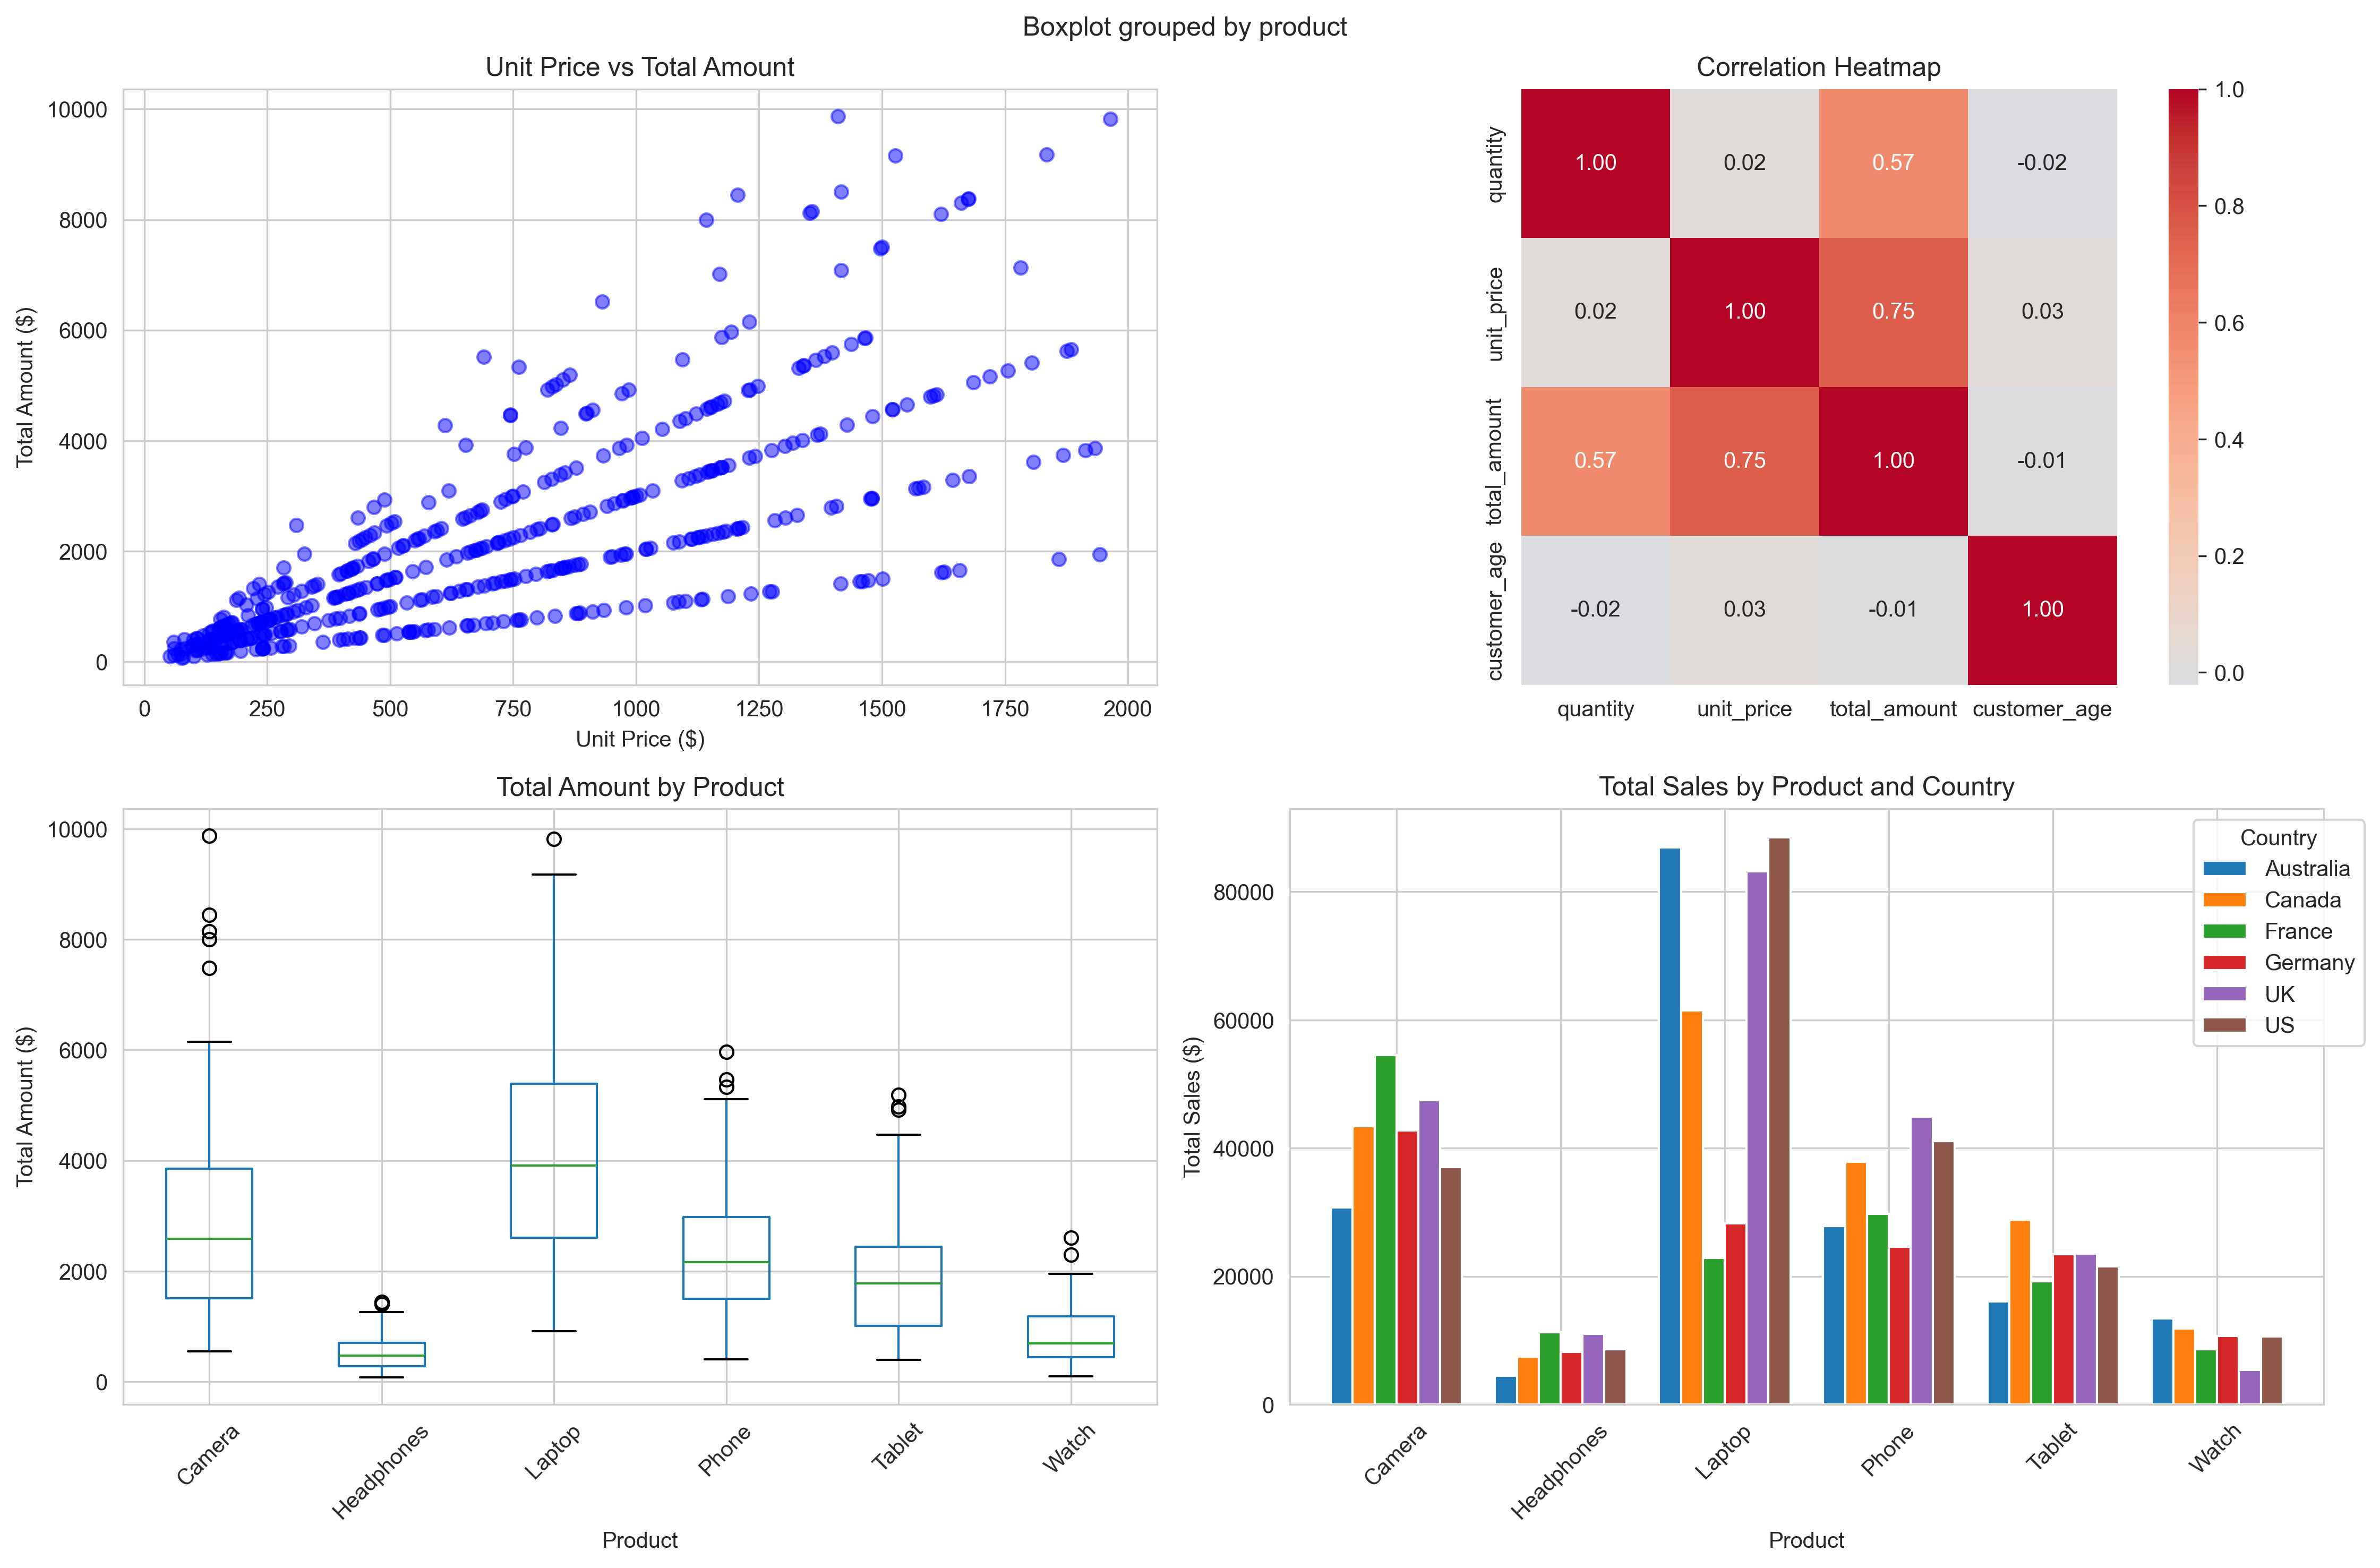 Boxplot grouped by product
Unit Price vs Total Amount
10000
8000
6000
4000
2000
0
Total Amount ($)
0 250 500 750 1000 1250 1500 1750 2000
Unit Price ($)
Correlation Heatmap
quantity
unit_price
total_amount
customer_age
1.00 0.02 0.57 -0.02
0.02 1.00 0.75 0.03
0.57 0.75 1.00 -0.01
-0.02 0.03 -0.01 1.00
quantity unit_price total_amount customer_age
1.0
0.8
0.6
0.4
0.2
0.0
Total Amount by Product
10000
8000
6000
4000
2000
0
Total Amount ($)
Camera Headphones Laptop Phone Tablet Watch
Product
Total Sales by Product and Country
80000
60000
40000
20000
0
Total Sales ($)
Country
Australia
Canada
France
Germany
UK
US
Camera Headphones Laptop Phone Tablet Watch
Product